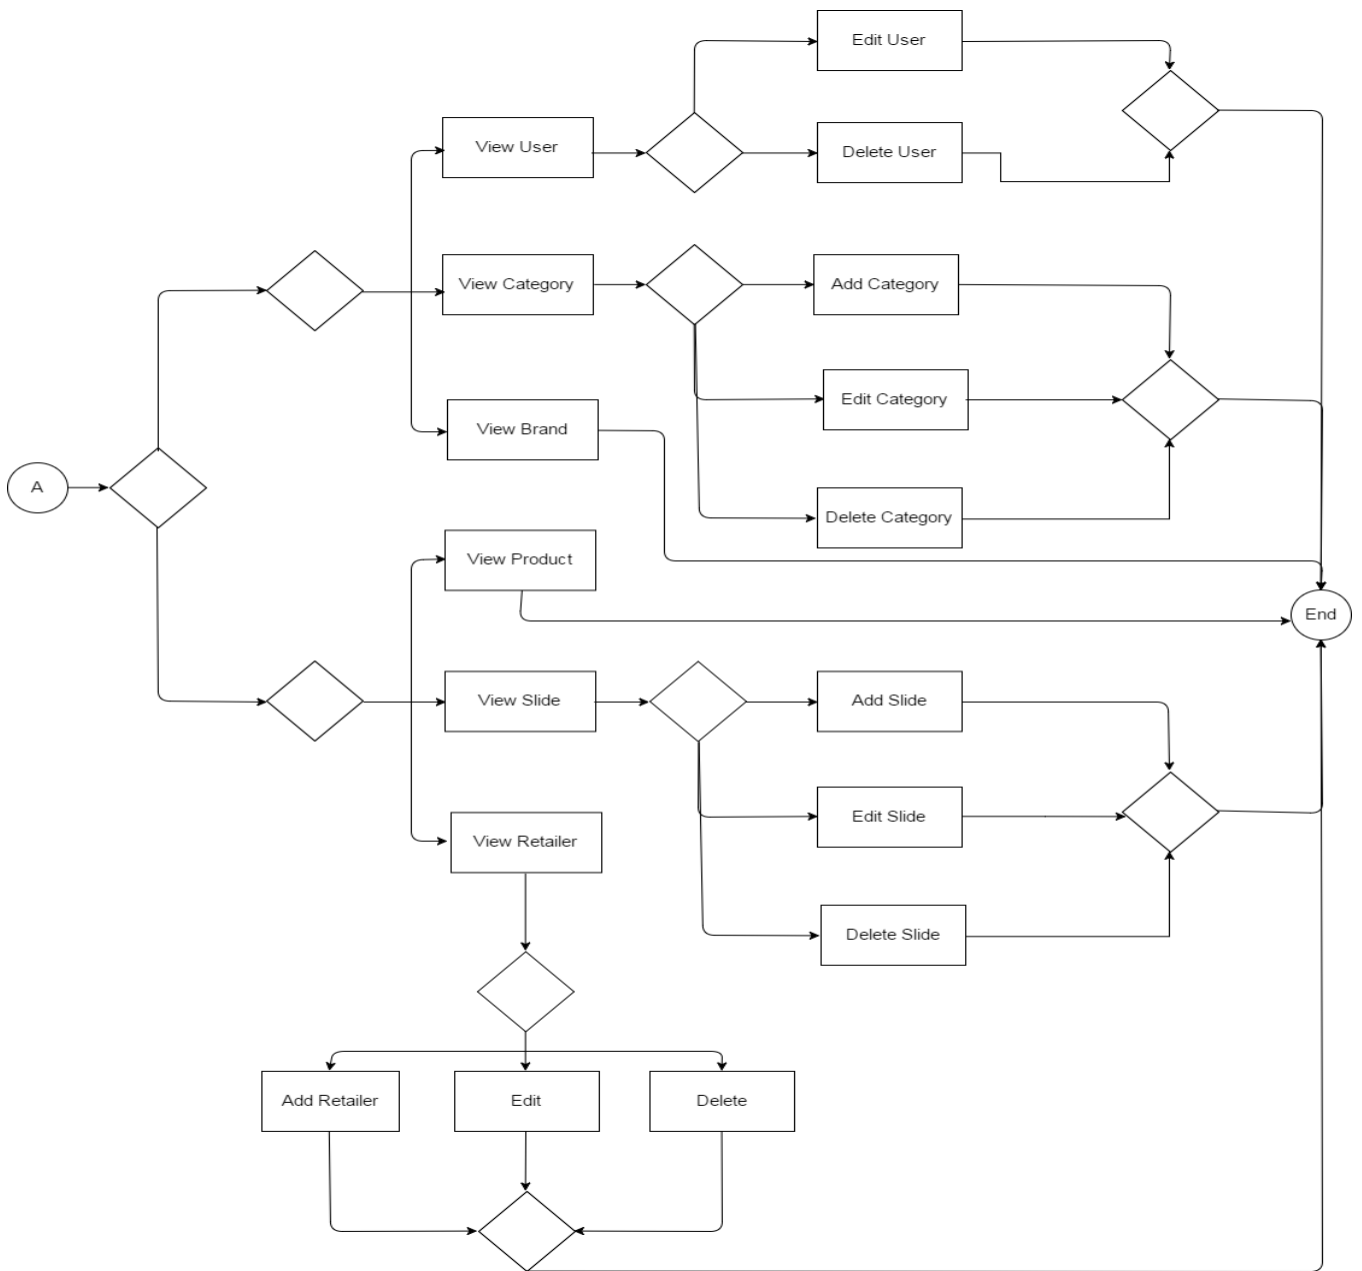 Edit User
View User
Delete User
View Category
Add Category
Edit Category
View Brand
A
Delete Category
View Product
End
View Slide
Add Slide
Edit Slide
View Retailer
Delete Slide
Add Retailer
Edit
Delete